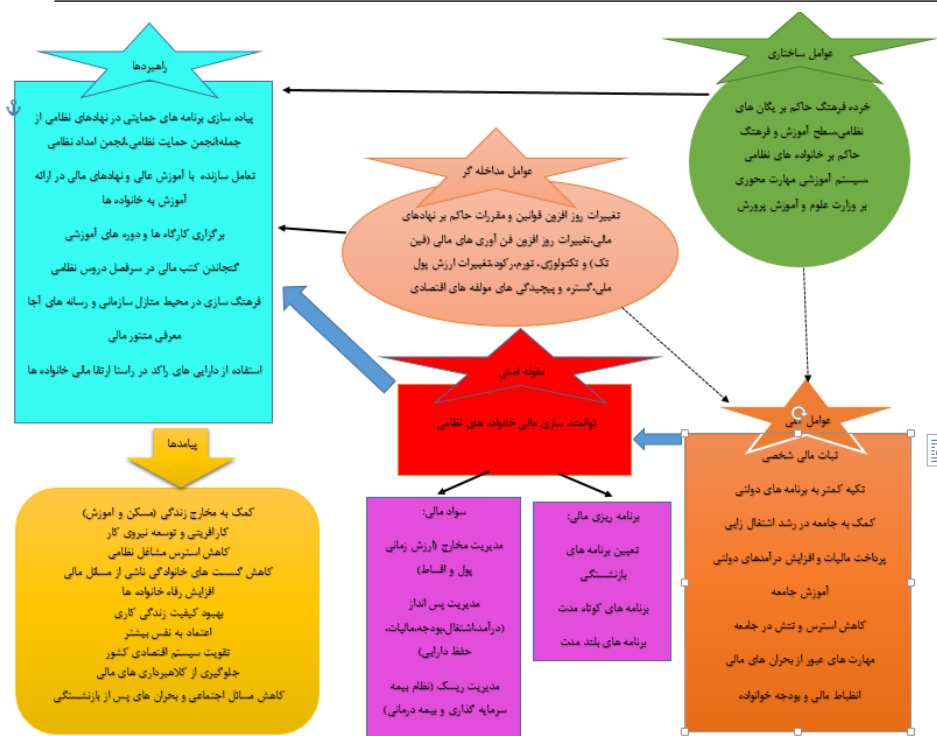 عوامل ساختاری
خرده فرهنگ حاکم بر یگان های
نظامی،سطح آموزش و فرهنگ
حاکم بر خانواده های نظامی
،سیستم آموزشی مهارت محوری
بر وزارت علوم و آموزش پرورش
عوامل مداخله گر
تغییرات روز افزون قوانین و مقررات حاکم بر نهادهای
مالی،تغییرات روز افزون فن آوری های مالی (فین
تک) و تکنولوژی، تورم،رکود،تغییرات ارزش پول
ملی،گستره و پیچیدگی های مولفه های اقتصادی
راهبردها
پیاده سازی برنامه های حمایتی در نهادهای نظامی از
جمله:انجمن حمایت نظامی،انجمن امداد نظامی
تعامل سازنده با آموزش عالی و نهادهای مالی در ارائه
آموزش به خانواده ها
برگزاری کارگاه ها و دوره های آموزشی
گنجاندن کتب مالی در سرفصل دروس نظامی
فرهنگ سازی در محیط منازل سازمانی و رسانه های آجا
معرفی منتور مالی
استفاده از دارایی های راکد در راستا ارتقا مالی خانواده ها
مقوله اصلی
توانمند سازی مالی خانواده های نظامی
عوامل
ثبات مالی شخصی
تکیه کمتر به برنامه های دولتی
کمک به جامعه در رشد اشتغال زایی
پرداخت مالیات و افزایش درآمدهای دولتی
آموزش جامعه
کاهش استرس و تنش در جامعه
مهارت های عبور از بحران های مالی
انظباط مالی و بودجه خوانواده
برنامه ریزی مالی:
تعیین برنامه های
بازنشستگی
برنامه های کوتاه مدت
برنامه های بلند مدت
سواد مالی:
مدیریت مخارج (ارزش زمانی
پول و اقساط)
مدیریت پس انداز
(درآمد،اشتغال،بودجه،مالیات،
حفظ دارایی)
مدیریت ریسک (نظام بیمه
سرمایه گذاری و بیمه درمانی)
پیامدها
کمک به مخارج زندگی (مسکن و اموزش)
کارافرینی و توسعه نیروی کار
کاهش استرس مشاغل نظامی
کاهش گسست های خانوادگی ناشی از مسائل مالی
افزایش رفاه خانواده ها
بهبود کیفیت زندگی کاری
اعتماد به نفس بیشتر
تقویت سیستم اقتصادی کشور
جلوگیری از کلاهبرداری های مالی
کاهش مسائل اجتماعی و بحران های پس از بازنشستگی